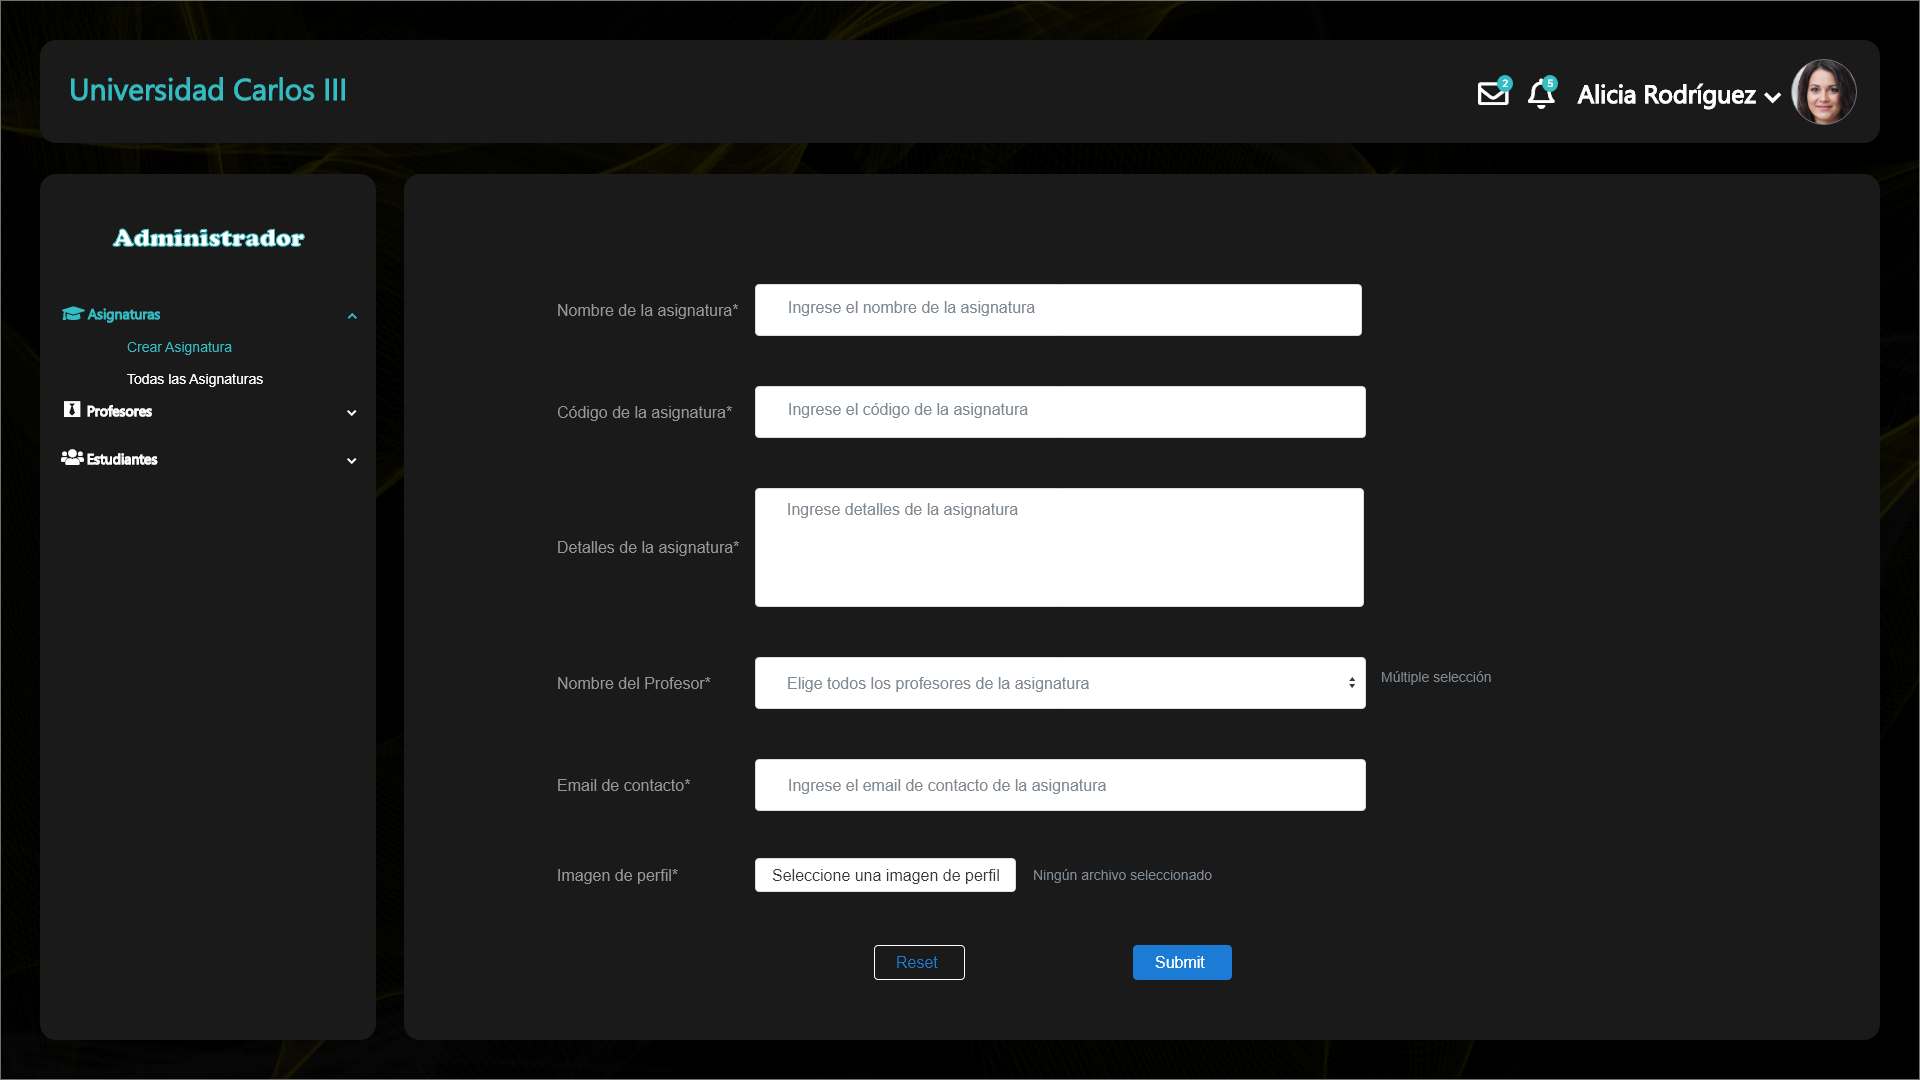 Universidad Carlos III
2
5
Alicia Rodríguez
Administrador
Asignaturas
Crear Asignatura
Todas las Asignaturas
Profesores
Estudiantes
Nombre de la asignatura*
Ingrese el nombre de la asignatura
Código de la asignatura*
Ingrese el código de la asignatura
Detalles de la asignatura*
Ingrese detalles de la asignatura
Nombre del Profesor*
Elige todos los profesores de la asignatura
Múltiple selección
Email de contacto*
Ingrese el email de contacto de la asignatura
Imagen de perfil*
Seleccione una imagen de perfil
Ningún archivo seleccionado
Reset
Submit